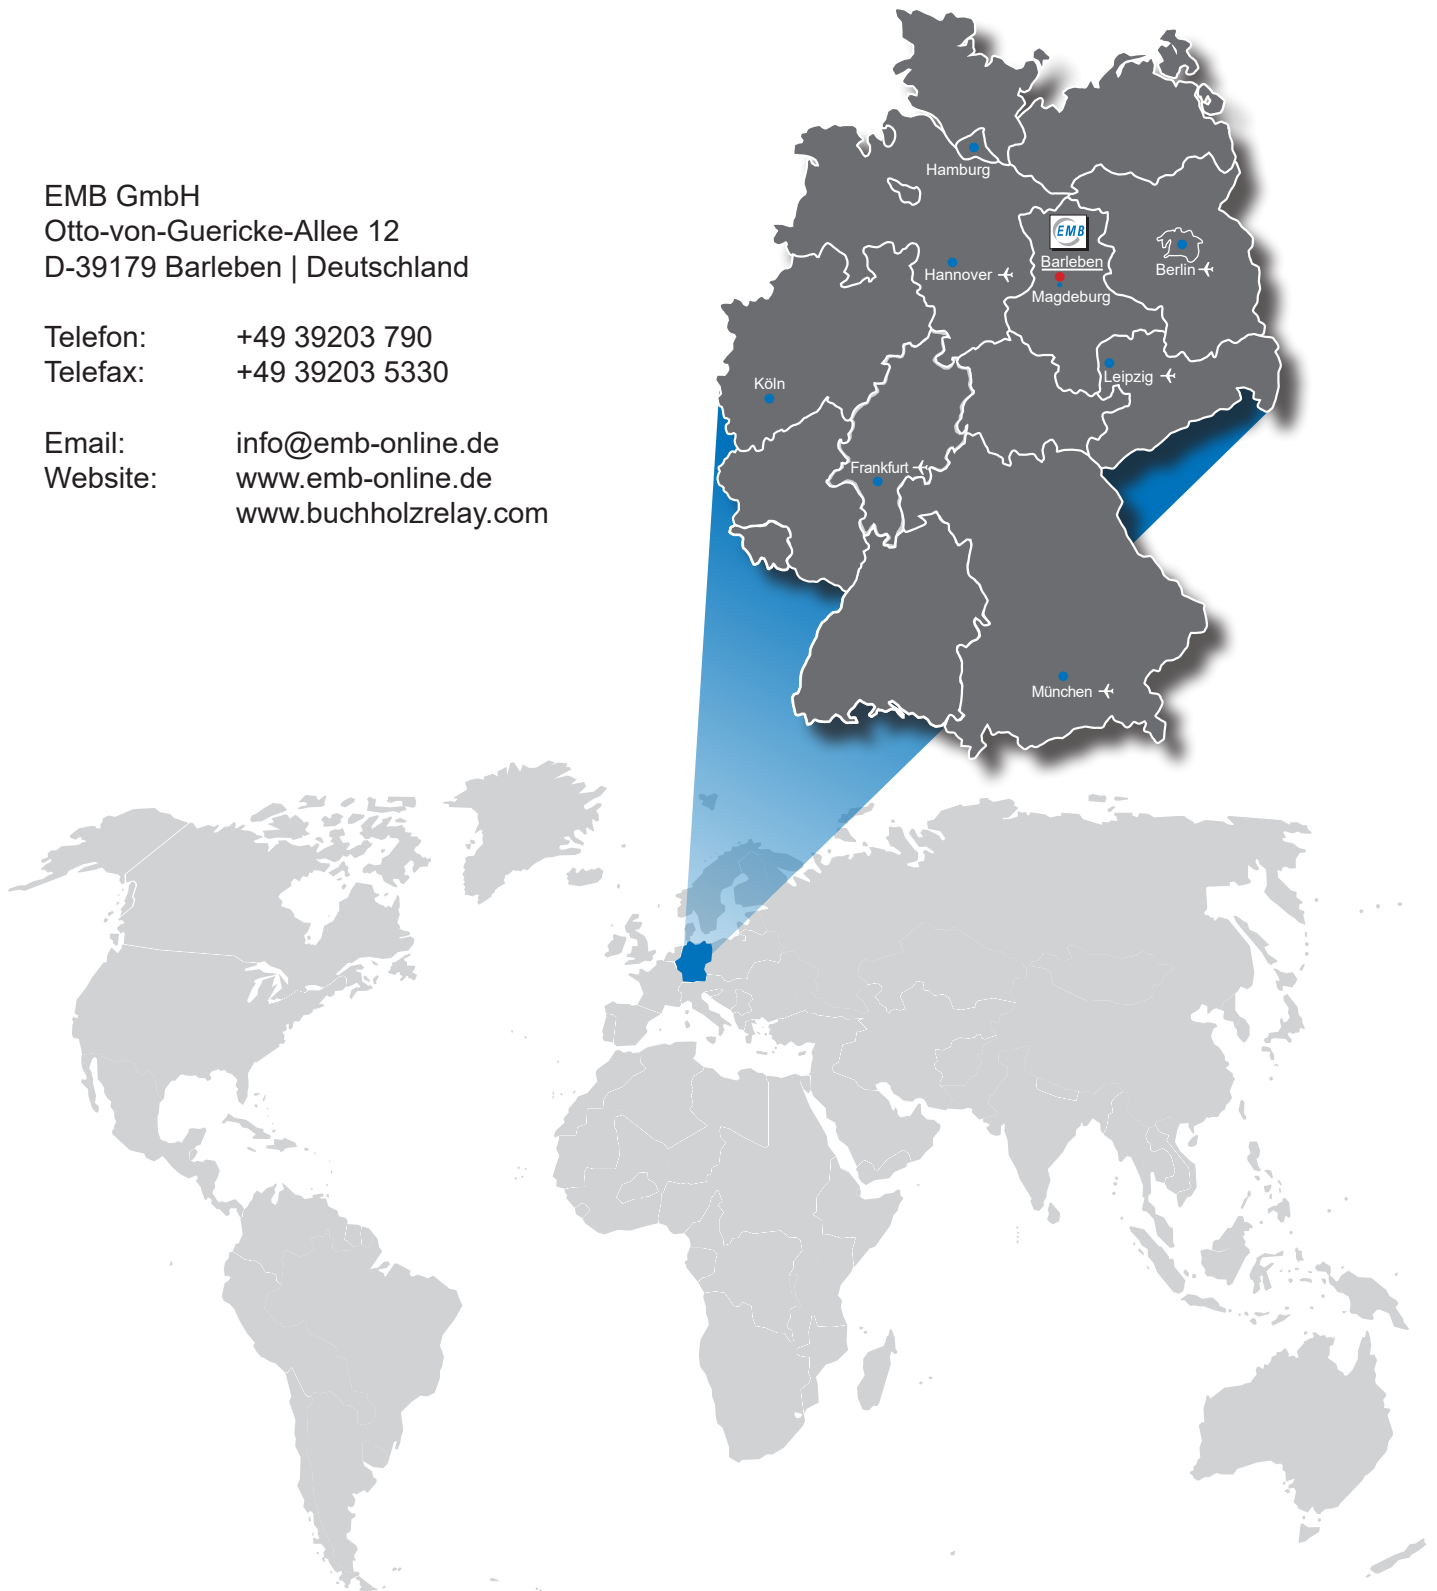 EMB GmbH
Otto-von-Guericke-Allee 12
D-39179 Barleben | Deutschland
Telefon: +49 39203 790
Telefax: +49 39203 5330
Email: info@emb-online.de
Website: www.emb-online.de
www.buchholzrelay.com
Hamburg
EMB
Barleben
Hannover
Berlin
Magdeburg
Leipzig
Köln
Frankfurt
München